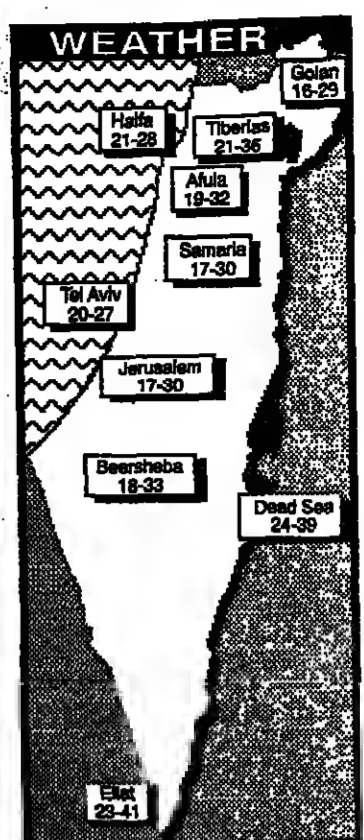 WEATHER
Golan
16-29
Haifa
21-28
Tiberias
21-35
Afula
19-32
Samaria
17-30
Tel Aviv
20-27
Jerusalem
17-30
Beersheba
18-33
Dead Sea
24-39
Eilat
23-41